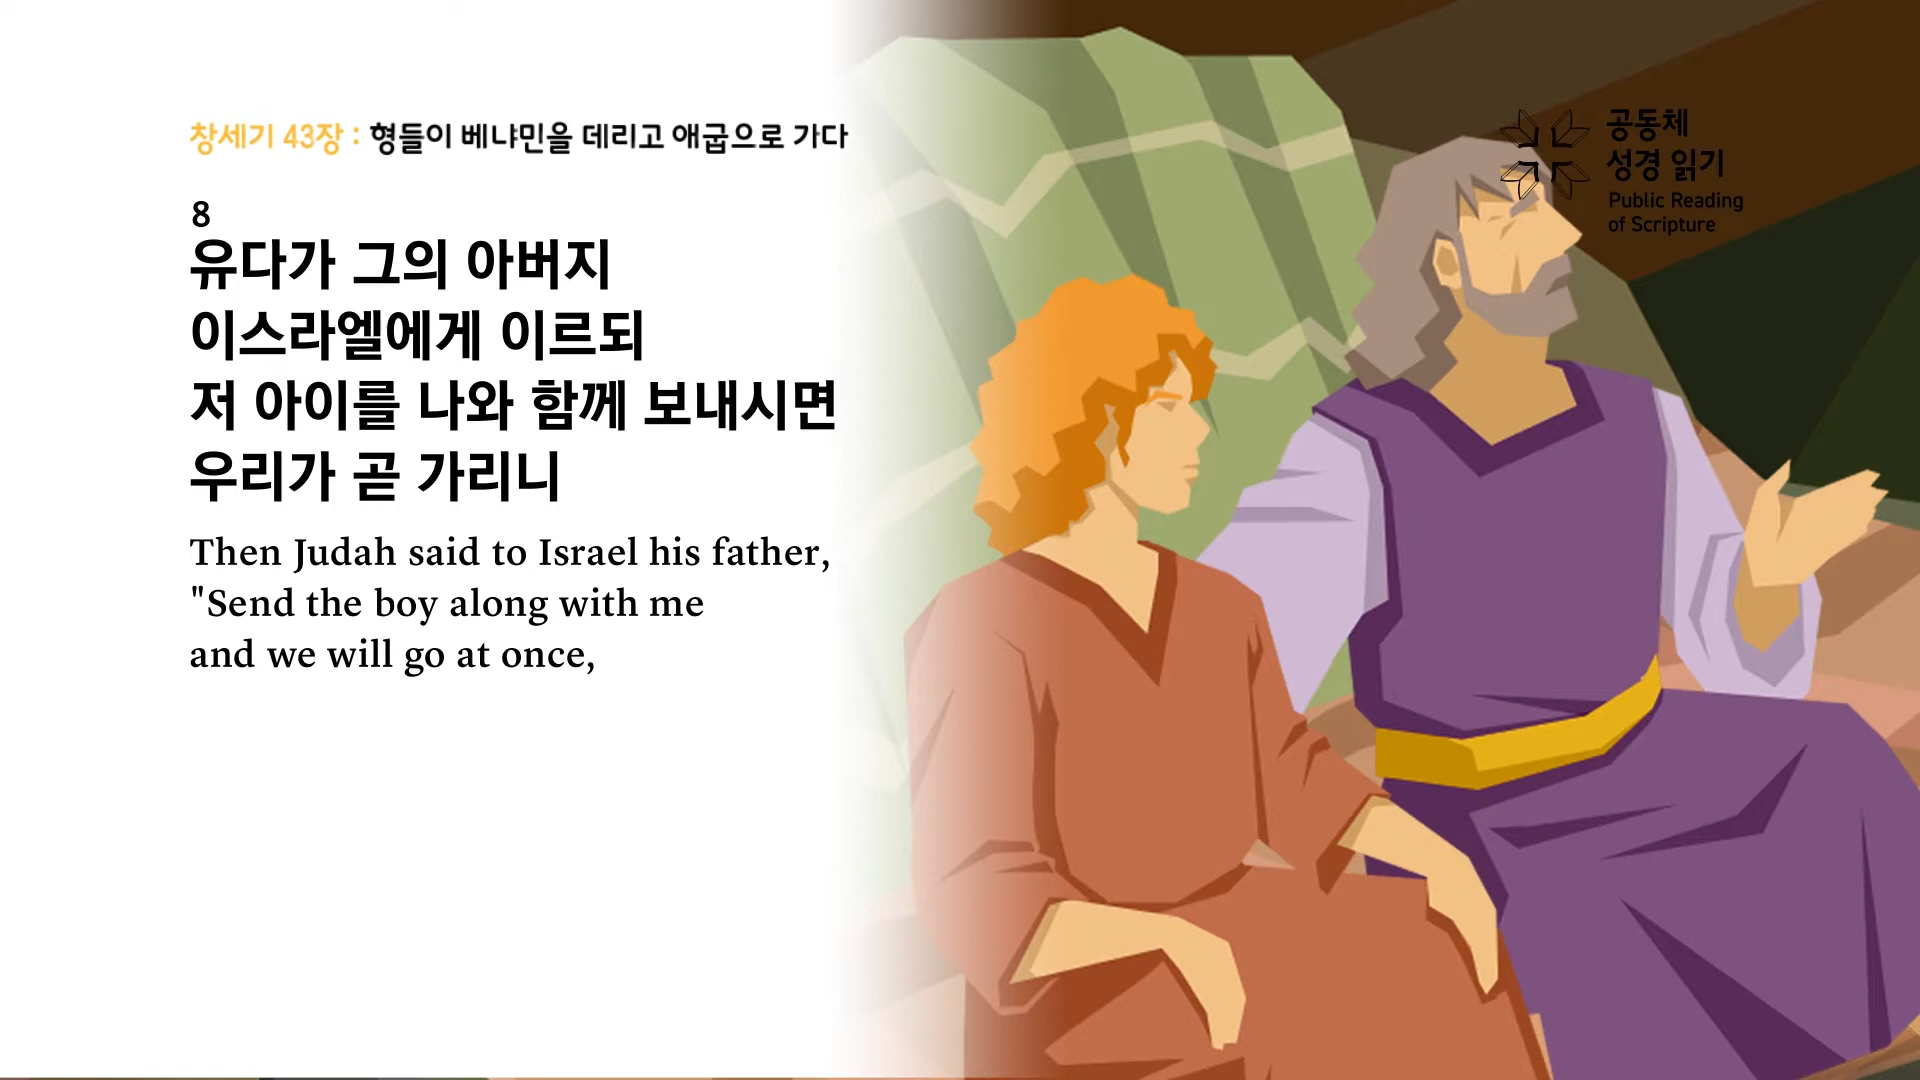 창세기 43장 : 형들이 베냐민을 데리고 애굽으로 가다
8
유다가 그의 아버지
이스라엘에게 이르되
저 아이를 나와 함께 보내시면
우리가 곧 가리니
Then Judah said to Israel his father,
"Send the boy along with me
and we will go at once,
공동체
성경 읽기
Public Reading
of Scripture